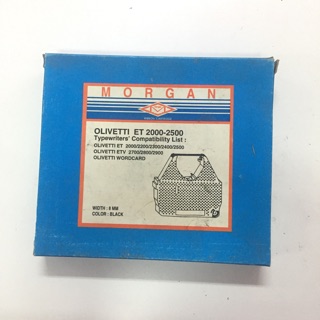 MORGAN
OLIVETTI ET 2000-2500
Typewriters' Compatibility List :
OLIVETTI ET 2000/2200/2300/2400/2500
OLIVETTI ETV 2700/2800/2900
OLIVETTI WORDCARD
WIDTH : 8 MM
COLOR : BLACK